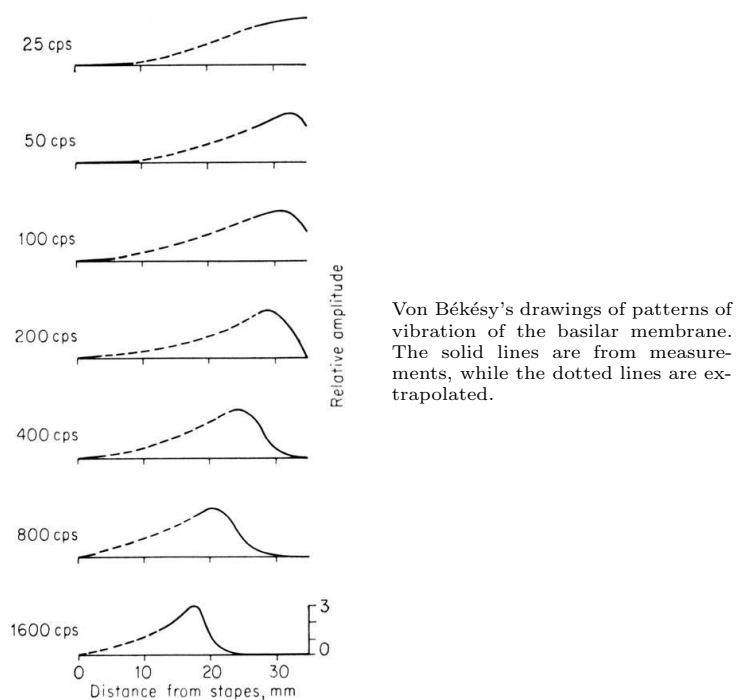 25 cps
50 cps
100 cps
200 cps
400 cps
800 cps
1600 cps
3
0
0 10 20 30
Distance from stapes, mm
Relative amplitude
Von Békésy's drawings of patterns of
vibration of the basilar membrane.
The solid lines are from measure-
ments, while the dotted lines are ex-
trapolated.